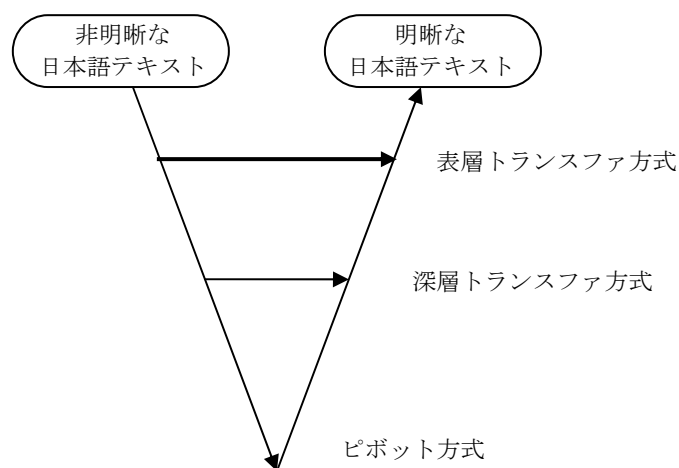 非明晰な
日本語テキスト
明晰な
日本語テキスト
表層トランスファ方式
深層トランスファ方式
ピボット方式